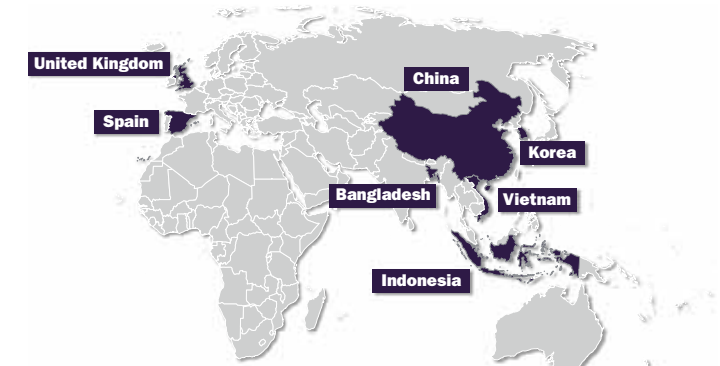 United Kingdom
China
Spain
Korea
Bangladesh
Vietnam
Indonesia